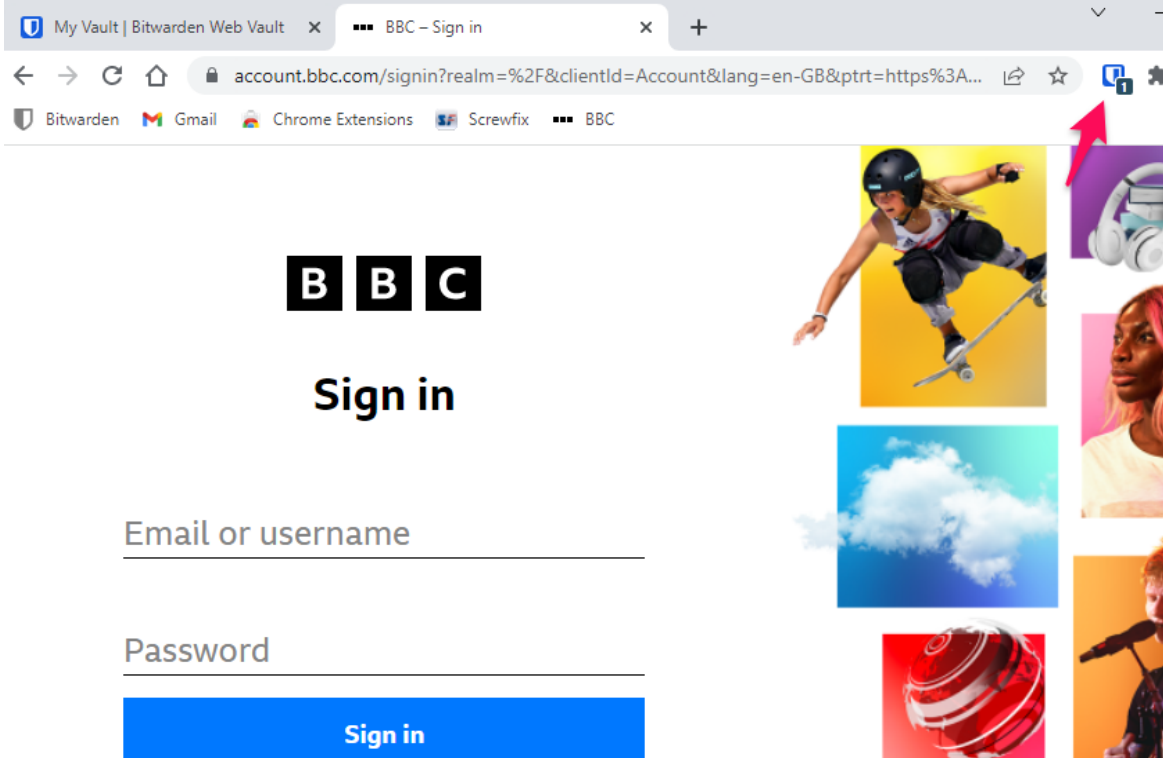 My Vault | Bitwarden Web Vault
BBC – Sign in
account.bbc.com/signin?realm=%2F&clientId=Account&lang=en-GB&ptrt=https%3A...
1
Bitwarden
Gmail
Chrome Extensions
SF Screwfix
BBC
BBC
Sign in
Email or username
Password
Sign in